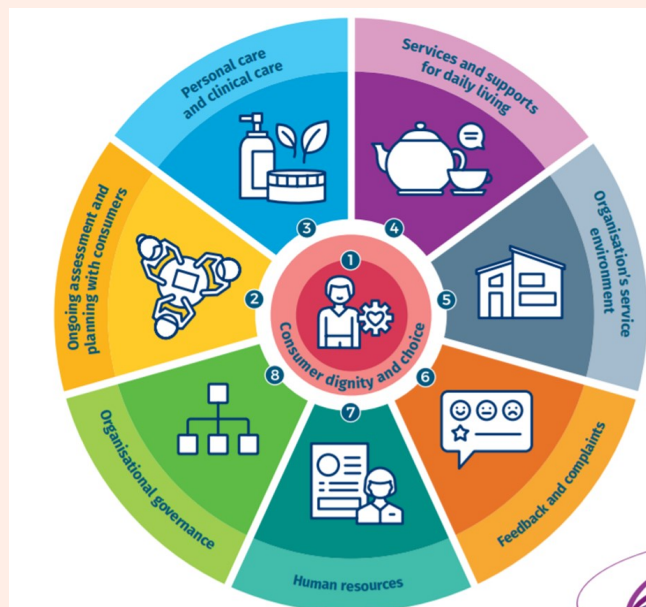 1
Consumer dignity and choice
2
Ongoing assessment and
planning with consumers
3
Personal care
and clinical care
4
Services and supports
for daily living
5
Organisation's service
environment
6
Feedback and complaints
7
Human resources
8
Organisational governance